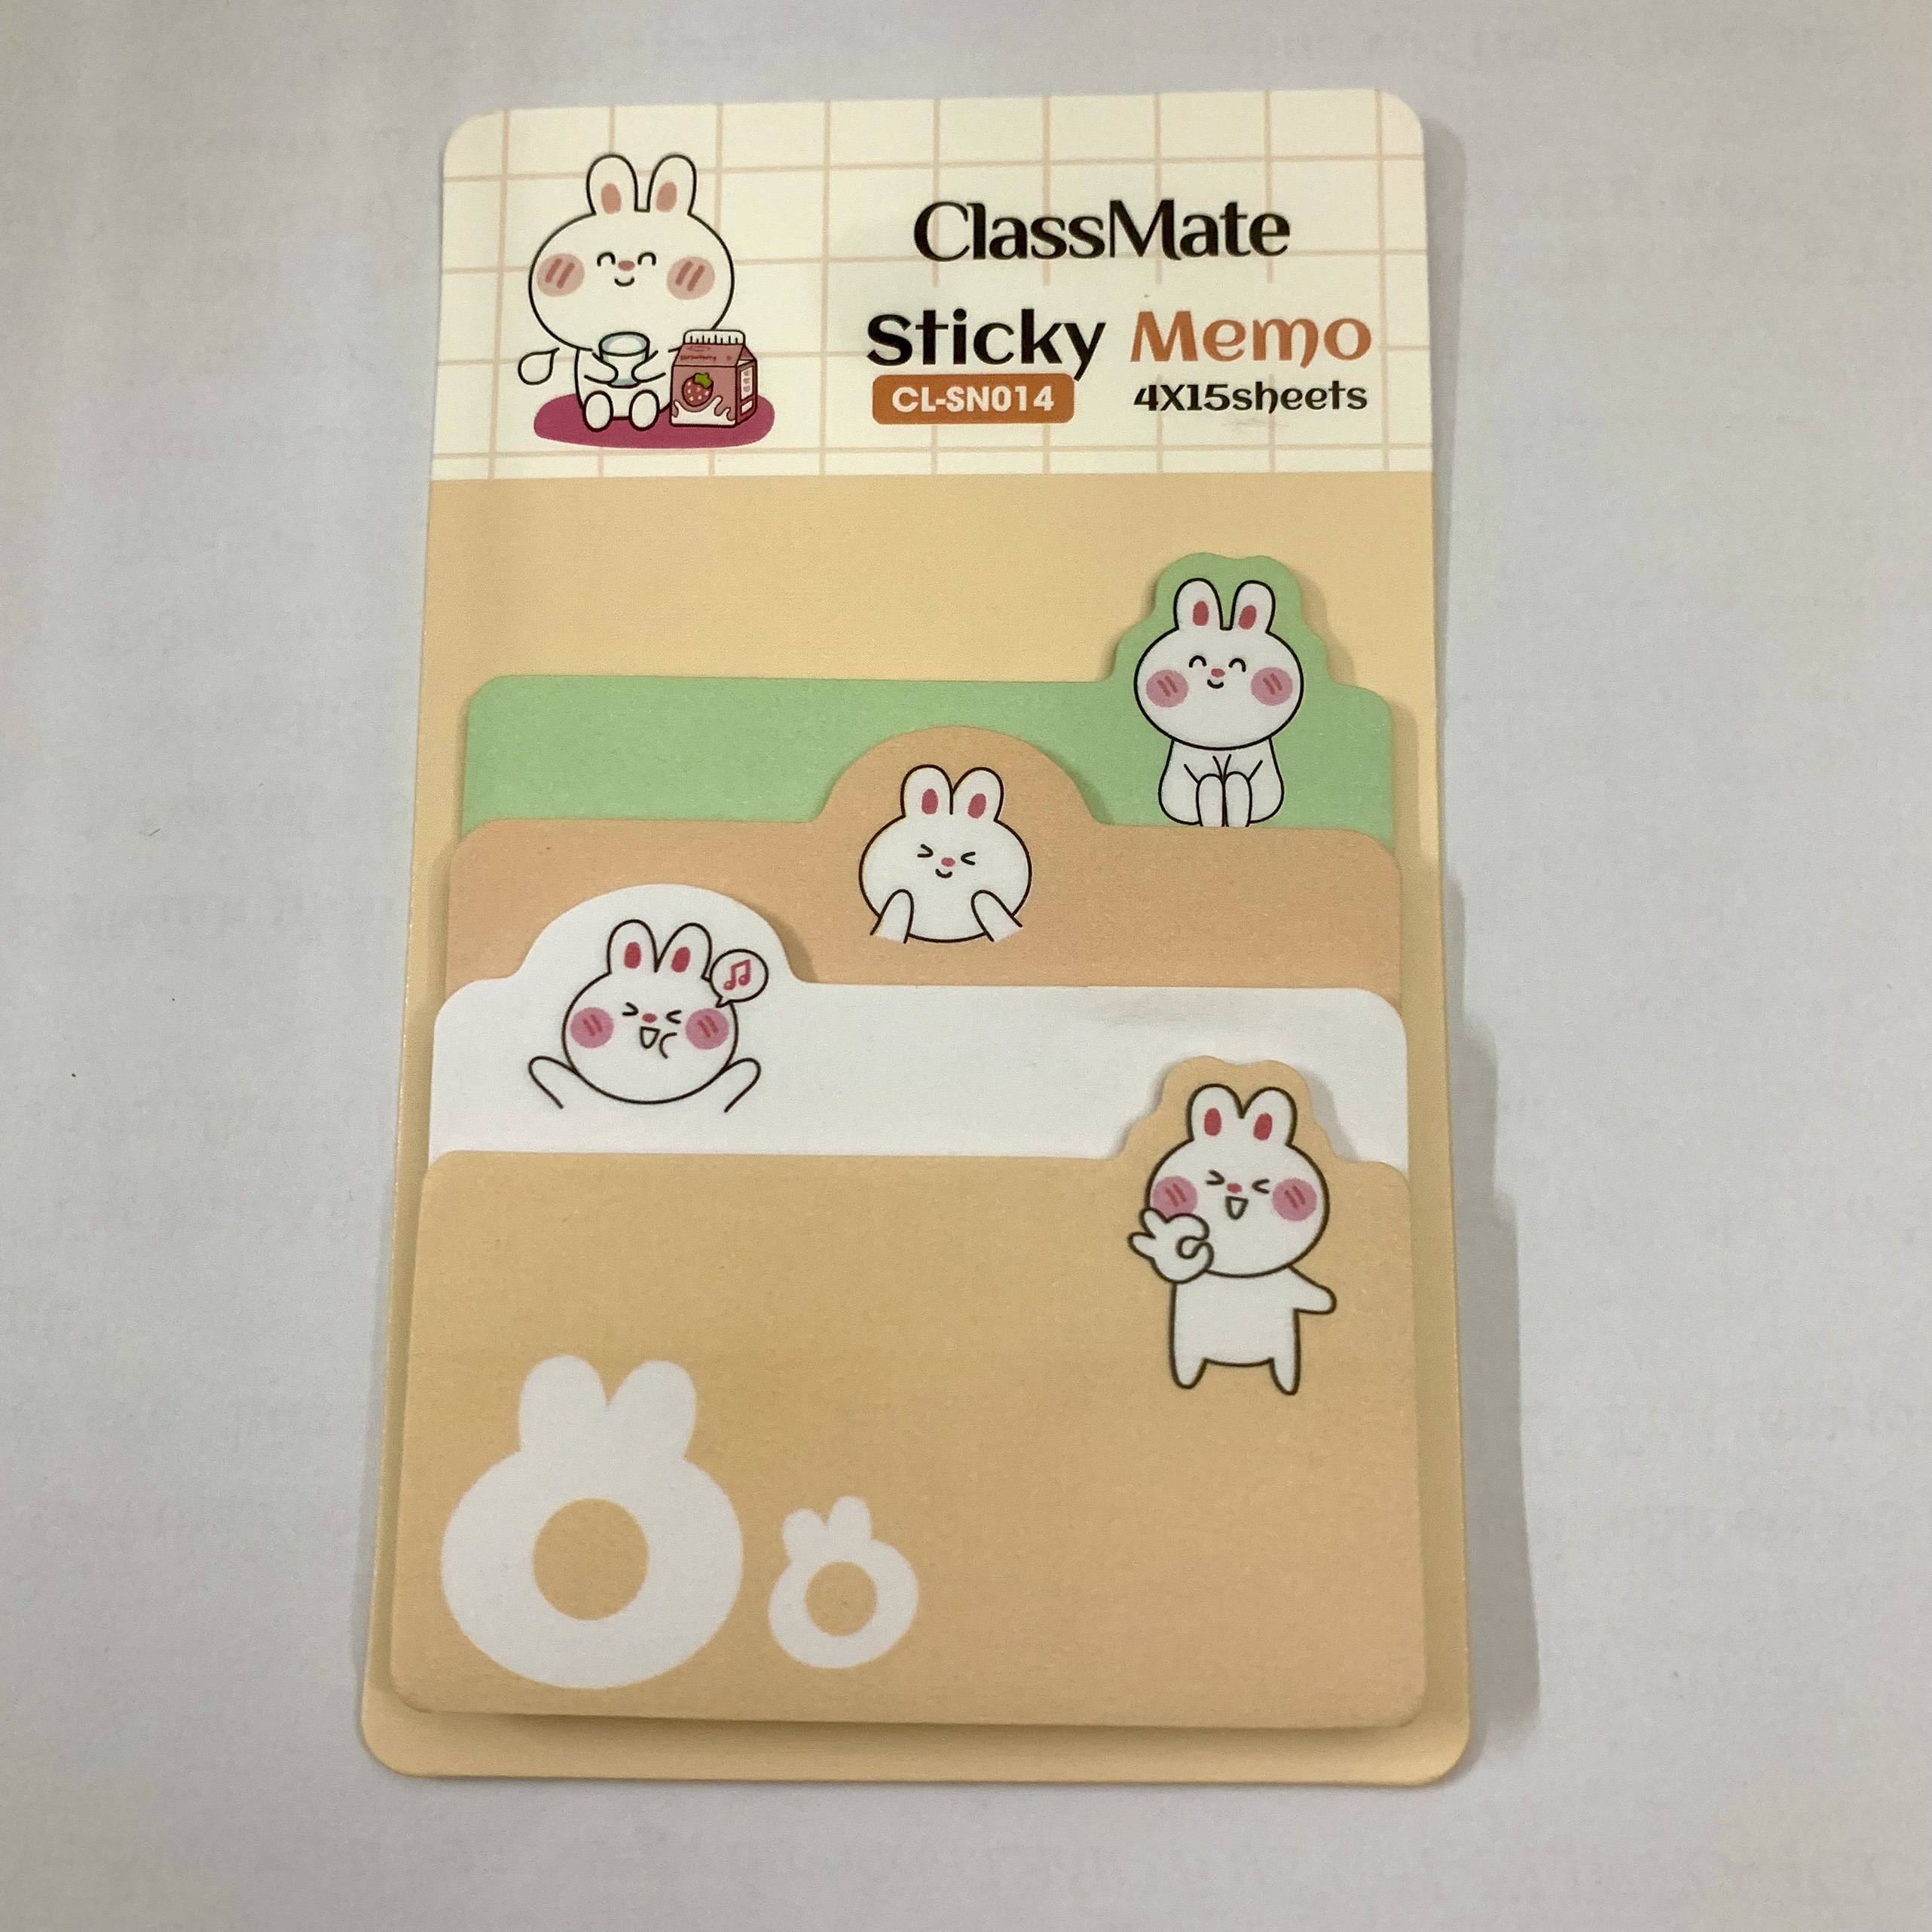 ClassMate
Sticky Memo
CL-SN014 4X15sheets